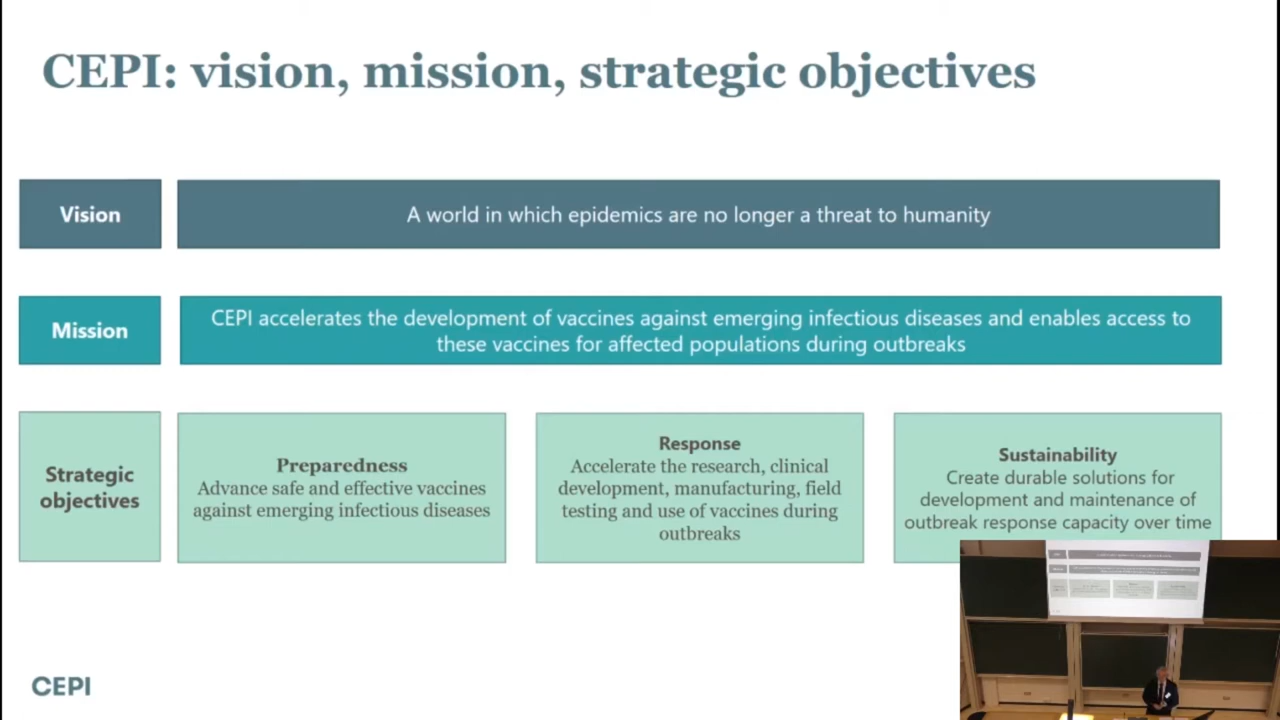 CEPI: vision, mission, strategic objectives
Vision
A world in which epidemics are no longer a threat to humanity
Mission
CEPI accelerates the development of vaccines against emerging infectious diseases and enables access to
these vaccines for affected populations during outbreaks
Strategic
objectives
Preparedness
Advance safe and effective vaccines
against emerging infectious diseases
Response
Accelerate the research, clinical
development, manufacturing, field
testing and use of vaccines during
outbreaks
Sustainability
Create durable solutions for
development and maintenance of
outbreak response capacity over time
CEPI